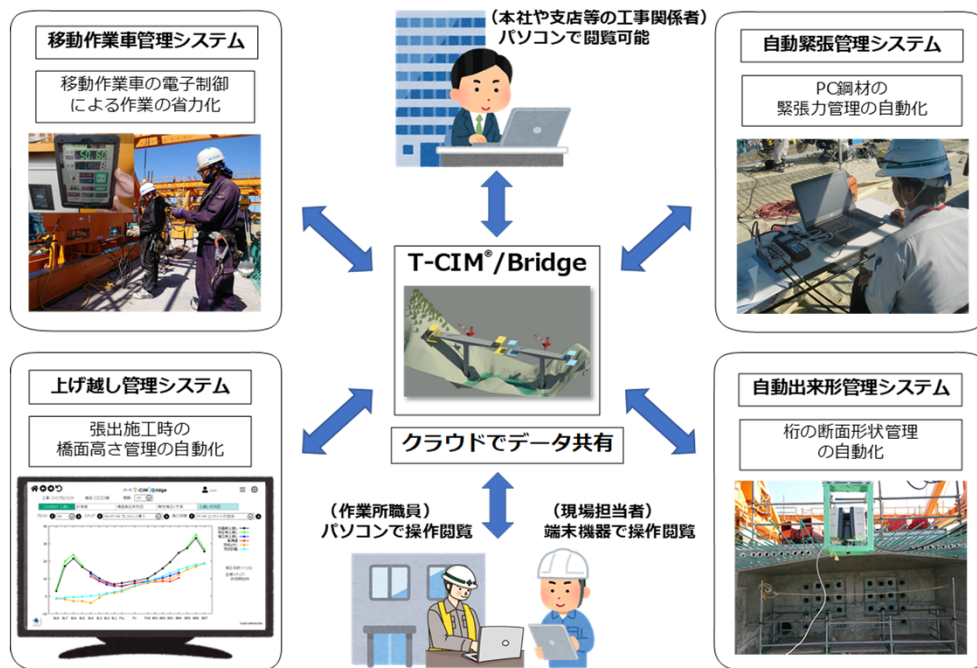 移動作業車管理システム
移動作業車の電子制御
による作業の省力化
(本社や支店等の工事関係者)
パソコンで閲覧可能
自動緊張管理システム
PC鋼材の
緊張力管理の自動化
T-CIM®/Bridge
クラウドでデータ共有
上げ越し管理システム
張出施工時の
橋面高さ管理の自動化
T-CIM®/Bridge
自動出来形管理システム
桁の断面形状管理
の自動化
(作業所職員)
パソコンで操作閲覧
(現場担当者)
端末機器で操作閲覧